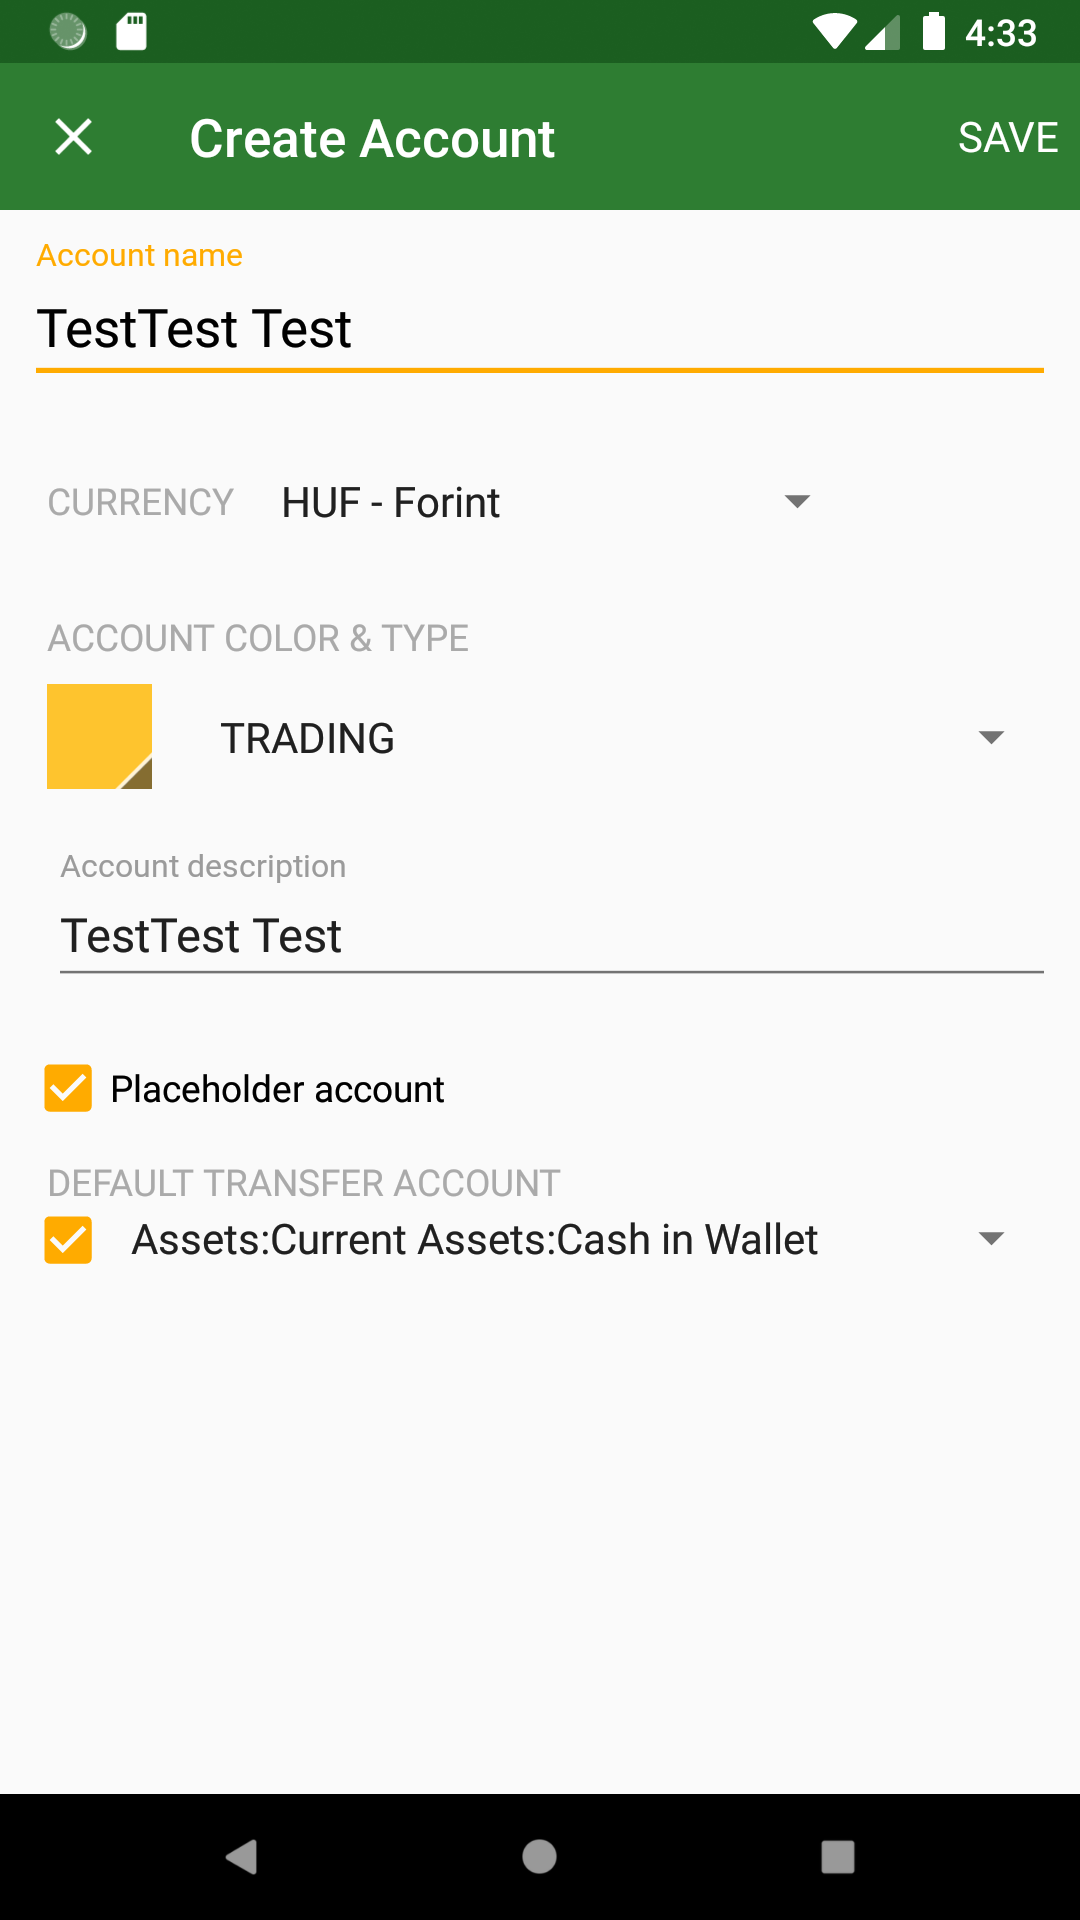 4:33
Create Account
SAVE
Account name
TestTest Test
CURRENCY HUF - Forint
ACCOUNT COLOR & TYPE
TRADING
Account description
TestTest Test
Placeholder account
DEFAULT TRANSFER ACCOUNT
Assets:Current Assets:Cash in Wallet